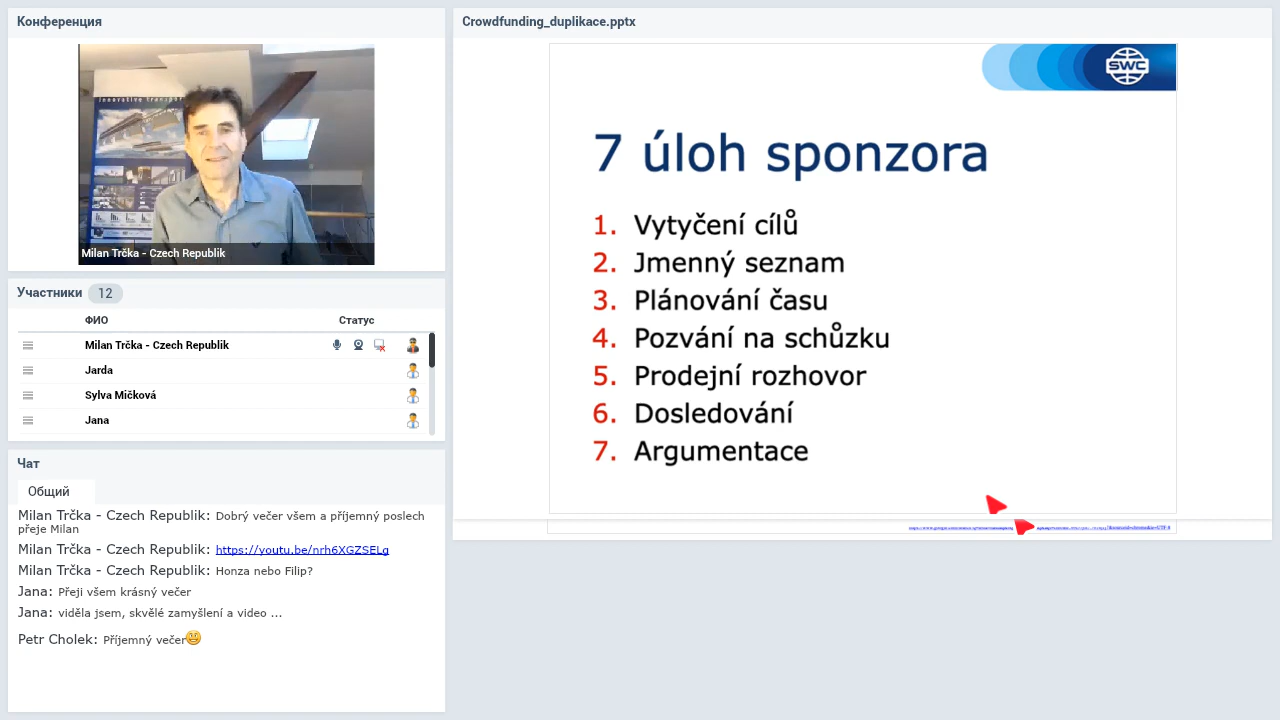 Конференция
innovative transpor
Milan Trčka - Czech Republik
Участники 12
ФИО Статус
Milan Trčka - Czech Republik
Jarda
Sylva Mičková
Jana
Чат
Общий
Milan Trčka - Czech Republik: Dobrý večer všem a příjemný poslech
přeje Milan
Milan Trčka - Czech Republik: https://youtu.be/nrh6XGZSELg
Milan Trčka - Czech Republik: Honza nebo Filip?
Jana: Přeji všem krásný večer
Jana: viděla jsem, skvělé zamyšlení a video ...
Petr Cholek: Příjemný večer
Crowdfunding_duplikace.pptx
SWC
7 úloh sponzora
1. Vytyčení cílů
2. Jmenný seznam
3. Plánování času
4. Pozvání na schůzku
5. Prodejní rozhovor
6. Dosledování
7. Argumentace